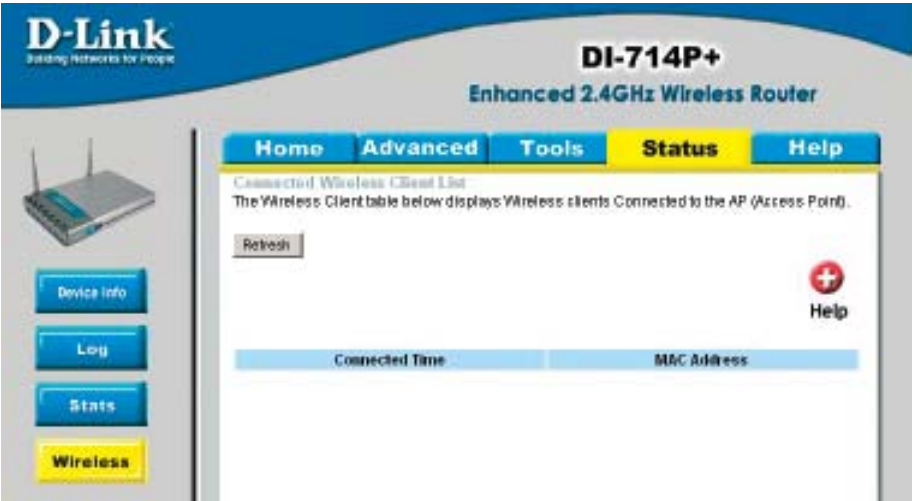 D-Link
Building Networks for People
DI-714P+
Enhanced 2.4GHz Wireless Router
Home Advanced Tools Status Help
Connected Wireless Client List
The Wireless Client table below displays Wireless clients Connected to the AP (Access Point).
Refresh
Help
Device Info
Log
Stats
Wireless
Connected Time MAC Address